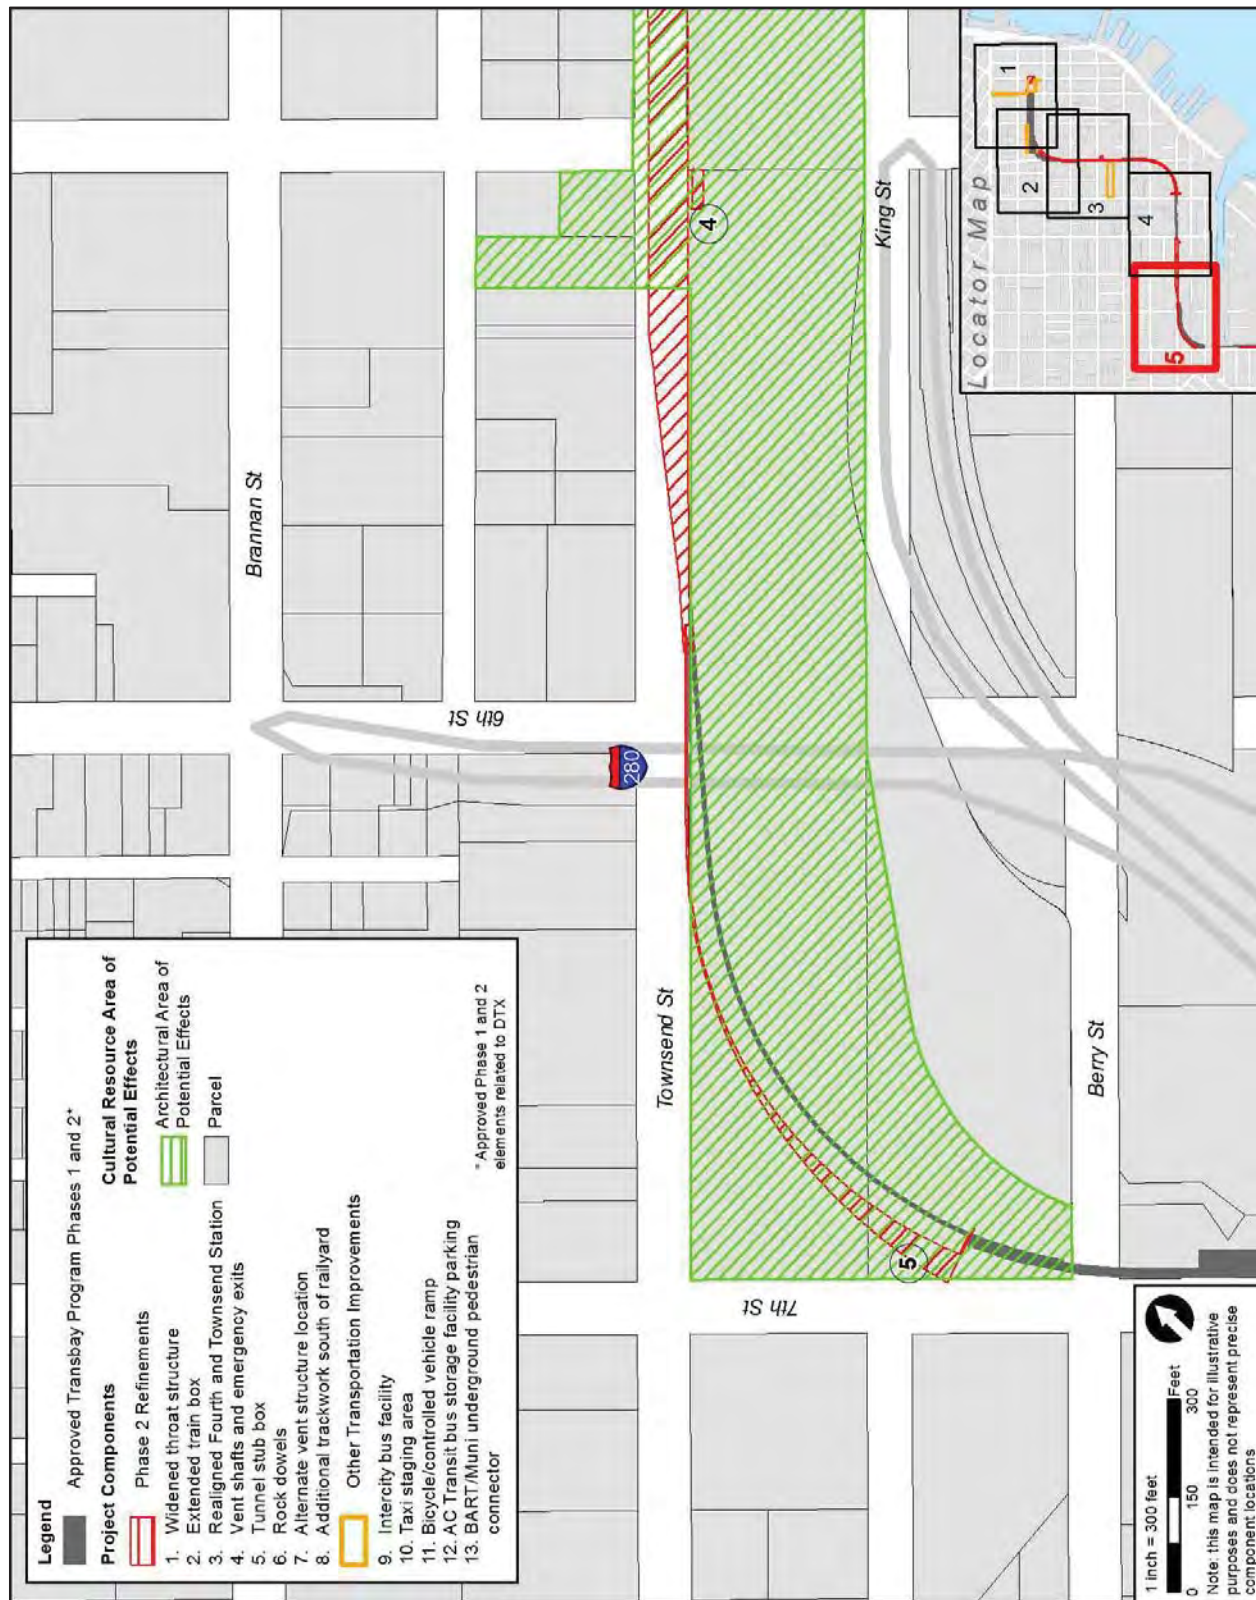 Legend
Approved Transbay Program Phases 1 and 2*
Project Components
Phase 2 Refinements
1. Widened throat structure
2. Extended train box
3. Realigned Fourth and Townsend Station
4. Vent shafts and emergency exits
5. Tunnel stub box
6. Rock dowels
7. Alternate vent structure location
8. Additional trackwork south of railyard
Other Transportation Improvements
9. Intercity bus facility
10. Taxi staging area
11. Bicycle/controlled vehicle ramp
12. AC Transit bus storage facility parking
13. BART/Muni underground pedestrian
connector
Cultural Resource Area of
Potential Effects
Architectural Area of
Potential Effects
Parcel
* Approved Phase 1 and 2
elements related to DTX
Brannan St
6th St
280
Townsend St
King St
Berry St
7th St
4
5
1 inch = 300 feet
0 150 300
Feet
Note: this map is intended for illustrative
purposes and does not represent precise
component locations
Locator Map
1
2
3
4
5